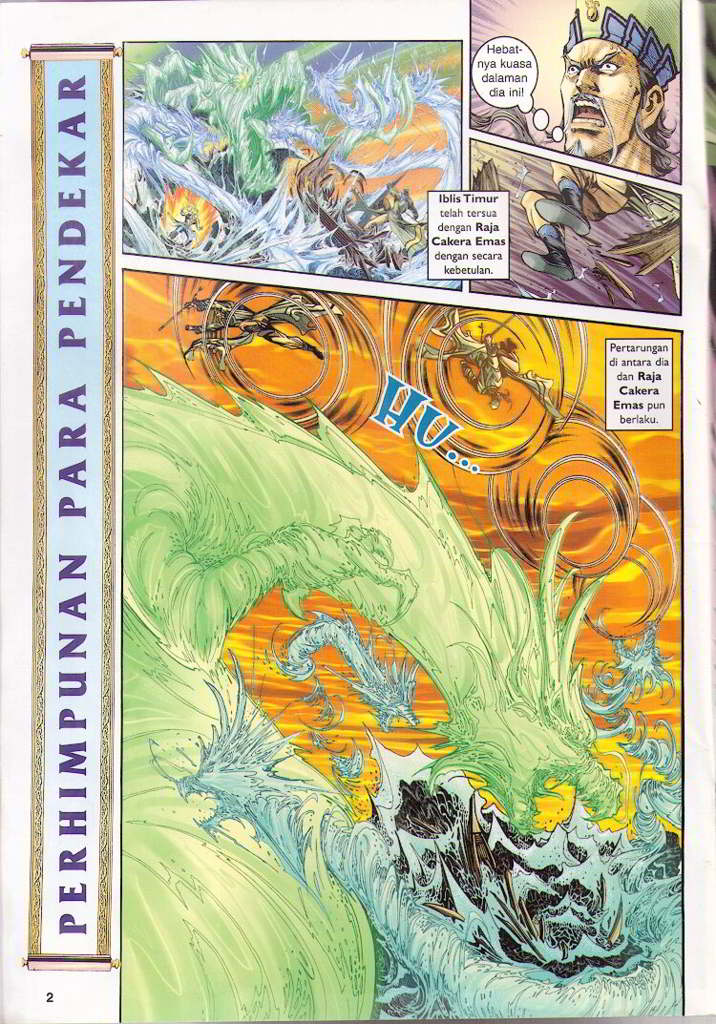 PERHIMPUNAN PARA PENDEKAR
Hebat-
nya kuasa
dalaman
dia ini!
Iblis Timur
telah tersua
dengan Raja
Cakera Emas
dengan secara
kebetulan.
Pertarungan
di antara dia
dan Raja
Cakera
Emas pun
berlaku.
HU....
2